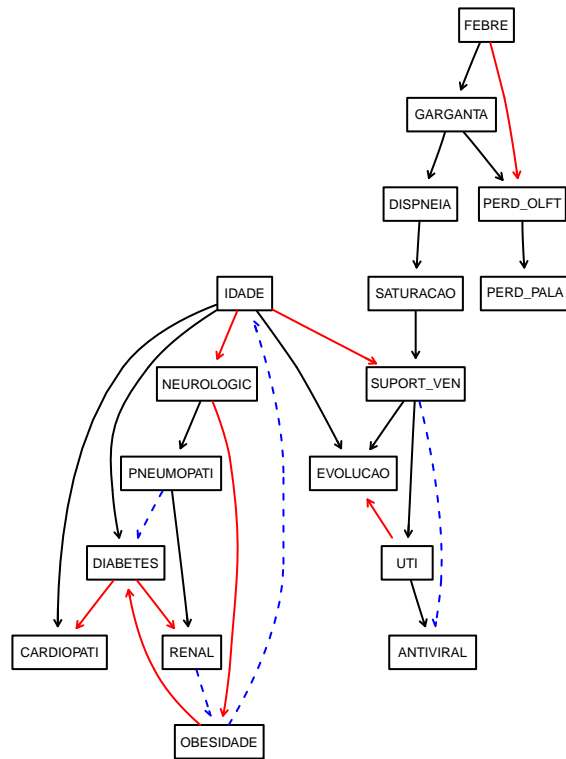 FEBRE
GARGANTA
DISPNEIA
PERD_OLFT
IDADE
SATURACAO
PERD_PALA
NEUROLOGIC
SUPORT_VEN
PNEUMOPATI
EVOLUCAO
DIABETES
UTI
CARDIOPATI
RENAL
ANTIVIRAL
OBESIDADE